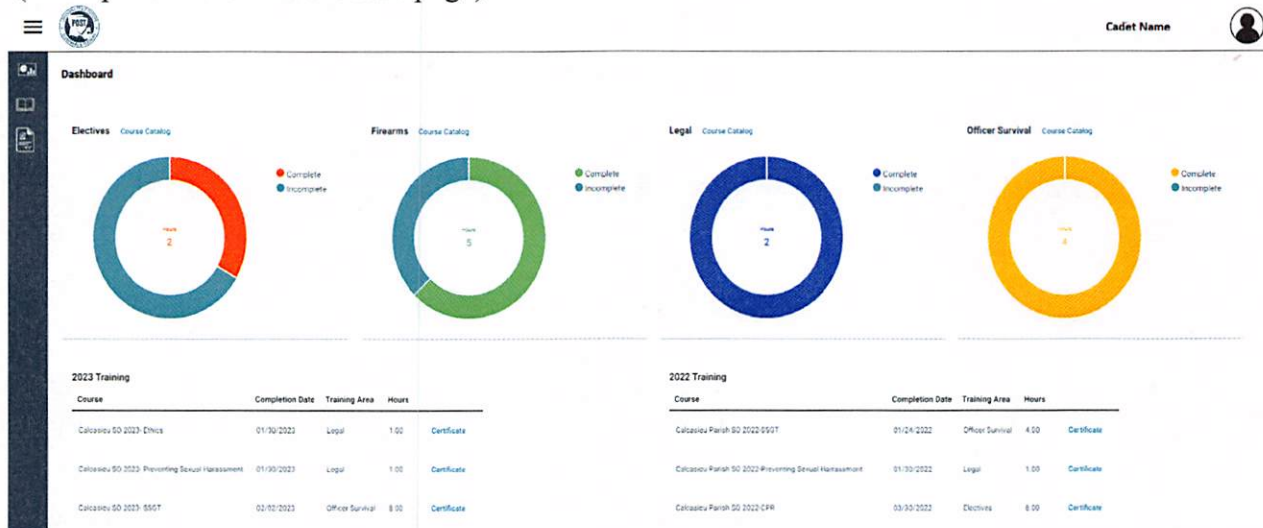 POST
Cadet Name
Dashboard
Electives Course Catalog
Complete
Incomplete
Hours
2
Firearms Course Catalog
Complete
Incomplete
Hours
5
Legal Course Catalog
Complete
Incomplete
Hours
2
Officer Survival Course Catalog
Complete
Incomplete
Hours
4
2023 Training
Course Completion Date Training Area Hours
Calcasieu SO 2023- Ethics 01/30/2023 Legal 1.00 Certificate
Calcasieu SO 2023- Preventing Sexual Harassment 01/30/2023 Legal 1.00 Certificate
Calcasieu SO 2023- SSGT 02/02/2023 Officer Survival 8.00 Certificate
2022 Training
Course Completion Date Training Area Hours
Calcasieu Parish SO 2022-SSGT 01/24/2022 Officer Survival 4.00 Certificate
Calcasieu Parish SO 2022-Preventing Sexual Harrassment 01/30/2022 Legal 1.00 Certificate
Calcasieu Parish SO 2022-CPR 03/30/2022 Electives 8.00 Certificate